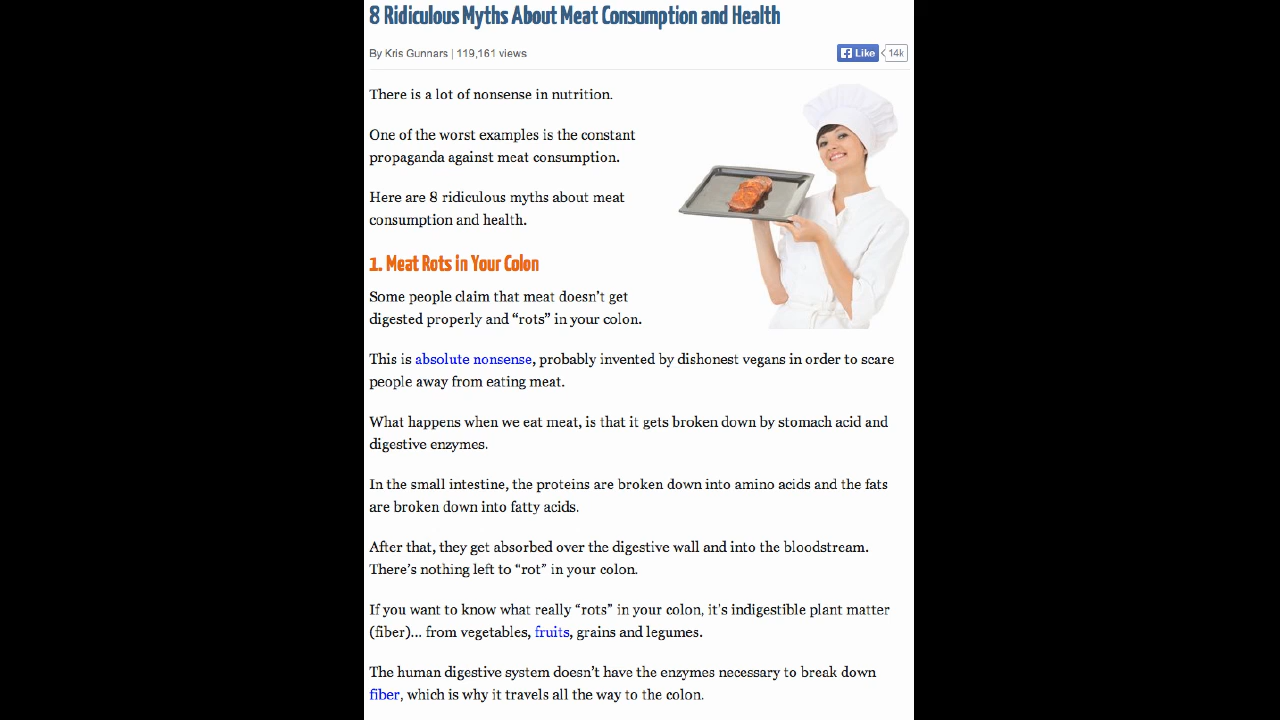 8 Ridiculous Myths About Meat Consumption and Health
By Kris Gunnars | 119,161 views
Like
14k
There is a lot of nonsense in nutrition.
One of the worst examples is the constant
propaganda against meat consumption.
Here are 8 ridiculous myths about meat
consumption and health.
1. Meat Rots in Your Colon
Some people claim that meat doesn't get
digested properly and “rots” in your colon.
This is absolute nonsense, probably invented by dishonest vegans in order to scare
people away from eating meat.
What happens when we eat meat, is that it gets broken down by stomach acid and
digestive enzymes.
In the small intestine, the proteins are broken down into amino acids and the fats
are broken down into fatty acids.
After that, they get absorbed over the digestive wall and into the bloodstream.
There's nothing left to “rot” in your colon.
If you want to know what really “rots” in your colon, it's indigestible plant matter
(fiber)... from vegetables, fruits, grains and legumes.
The human digestive system doesn't have the enzymes necessary to break down
fiber, which is why it travels all the way to the colon.